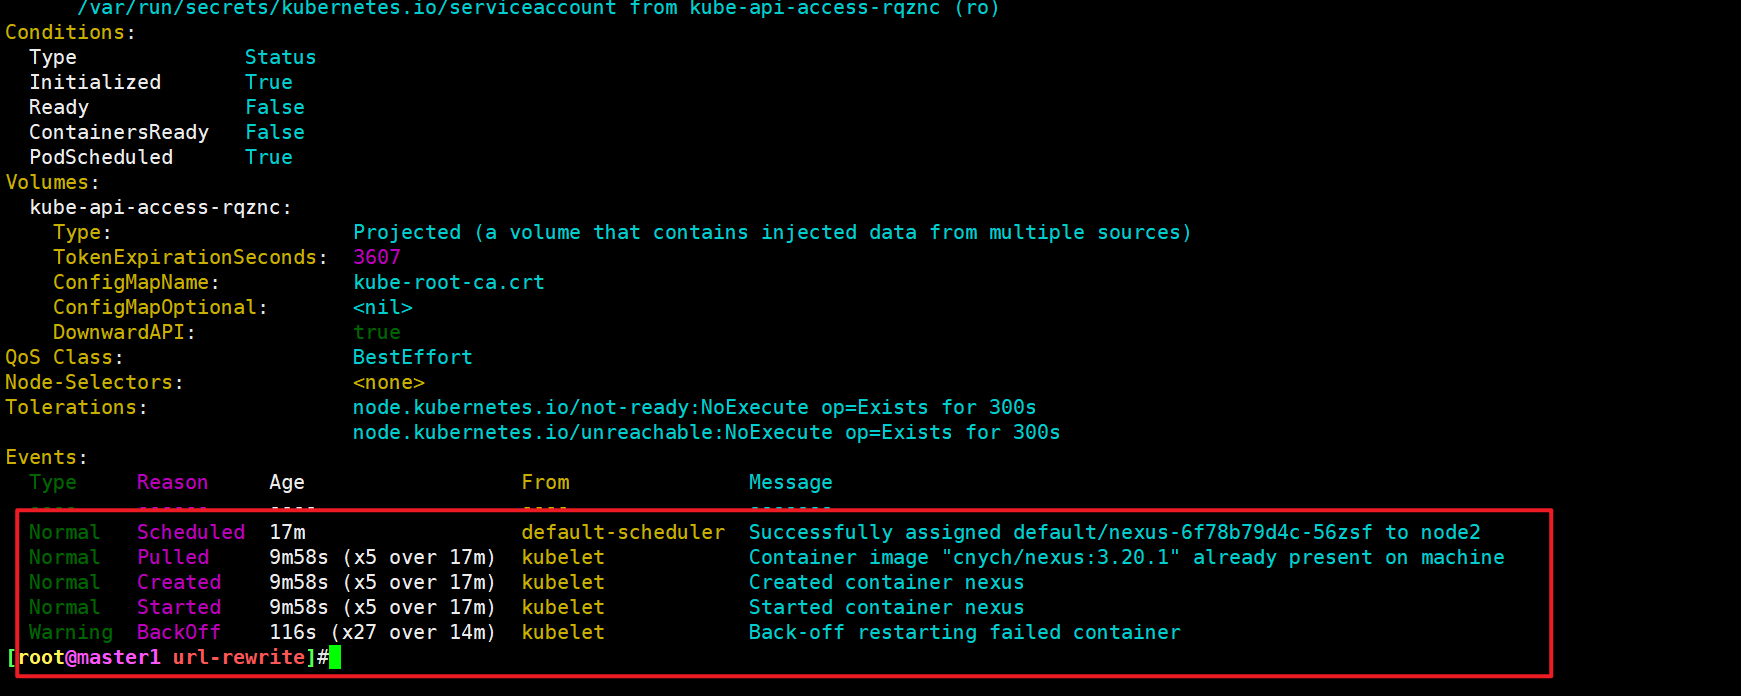 /var/run/secrets/kubernetes.io/serviceaccount from kube-api-access-rqznc (ro)
Conditions:
  Type              Status
  Initialized       True
  Ready             False
  ContainersReady   False
  PodScheduled      True
Volumes:
  kube-api-access-rqznc:
    Type:                    Projected (a volume that contains injected data from multiple sources)
    TokenExpirationSeconds:  3607
    ConfigMapName:           kube-root-ca.crt
    ConfigMapOptional:       <nil>
    DownwardAPI:             true
QoS Class:                   BestEffort
Node-Selectors:              <none>
Tolerations:                 node.kubernetes.io/not-ready:NoExecute op=Exists for 300s
                             node.kubernetes.io/unreachable:NoExecute op=Exists for 300s
Events:
  Type     Reason     Age                  From               Message
  ----     ------     ----                 ----               -------
  Normal   Scheduled  17m                  default-scheduler  Successfully assigned default/nexus-6f78b79d4c-56zsf to node2
  Normal   Pulled     9m58s (x5 over 17m)  kubelet            Container image "cnych/nexus:3.20.1" already present on machine
  Normal   Created    9m58s (x5 over 17m)  kubelet            Created container nexus
  Normal   Started    9m58s (x5 over 17m)  kubelet            Started container nexus
  Warning  BackOff    116s (x27 over 14m)  kubelet            Back-off restarting failed container
[root@master1 url-rewrite]#